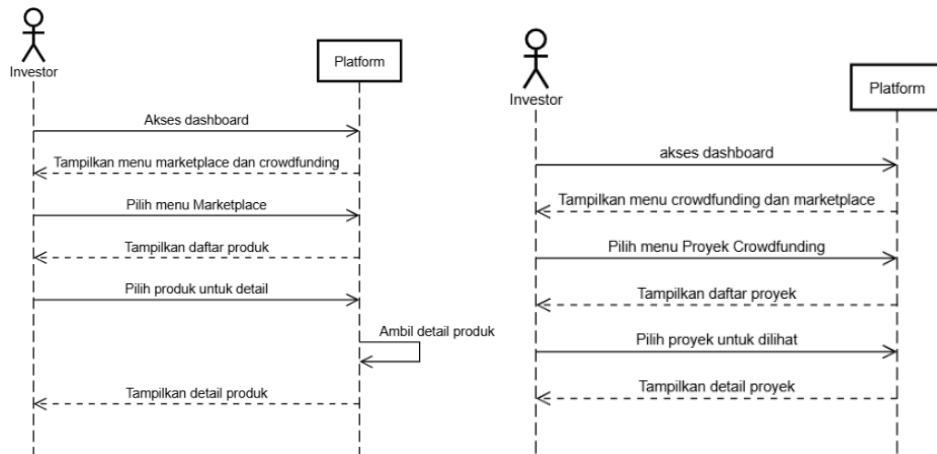 Investor
Platform
Akses dashboard
Tampilkan menu marketplace dan crowdfunding
Pilih menu Marketplace
Tampilkan daftar produk
Pilih produk untuk detail
Ambil detail produk
Tampilkan detail produk
Investor
Platform
akses dashboard
Tampilkan menu crowdfunding dan marketplace
Pilih menu Proyek Crowdfunding
Tampilkan daftar proyek
Pilih proyek untuk dilihat
Tampilkan detail proyek